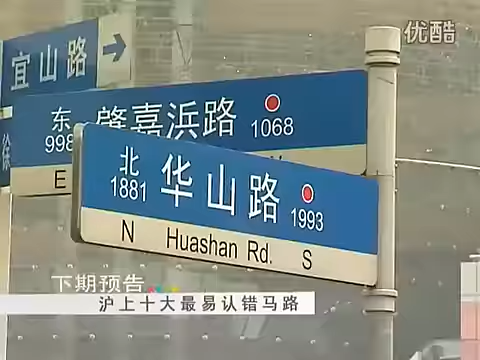 优酷
宜山路
东
998
肇嘉浜路
1068
E
北
1881
华山路
1993
N Huashan Rd. S
下期预告
沪上十大最易认错马路